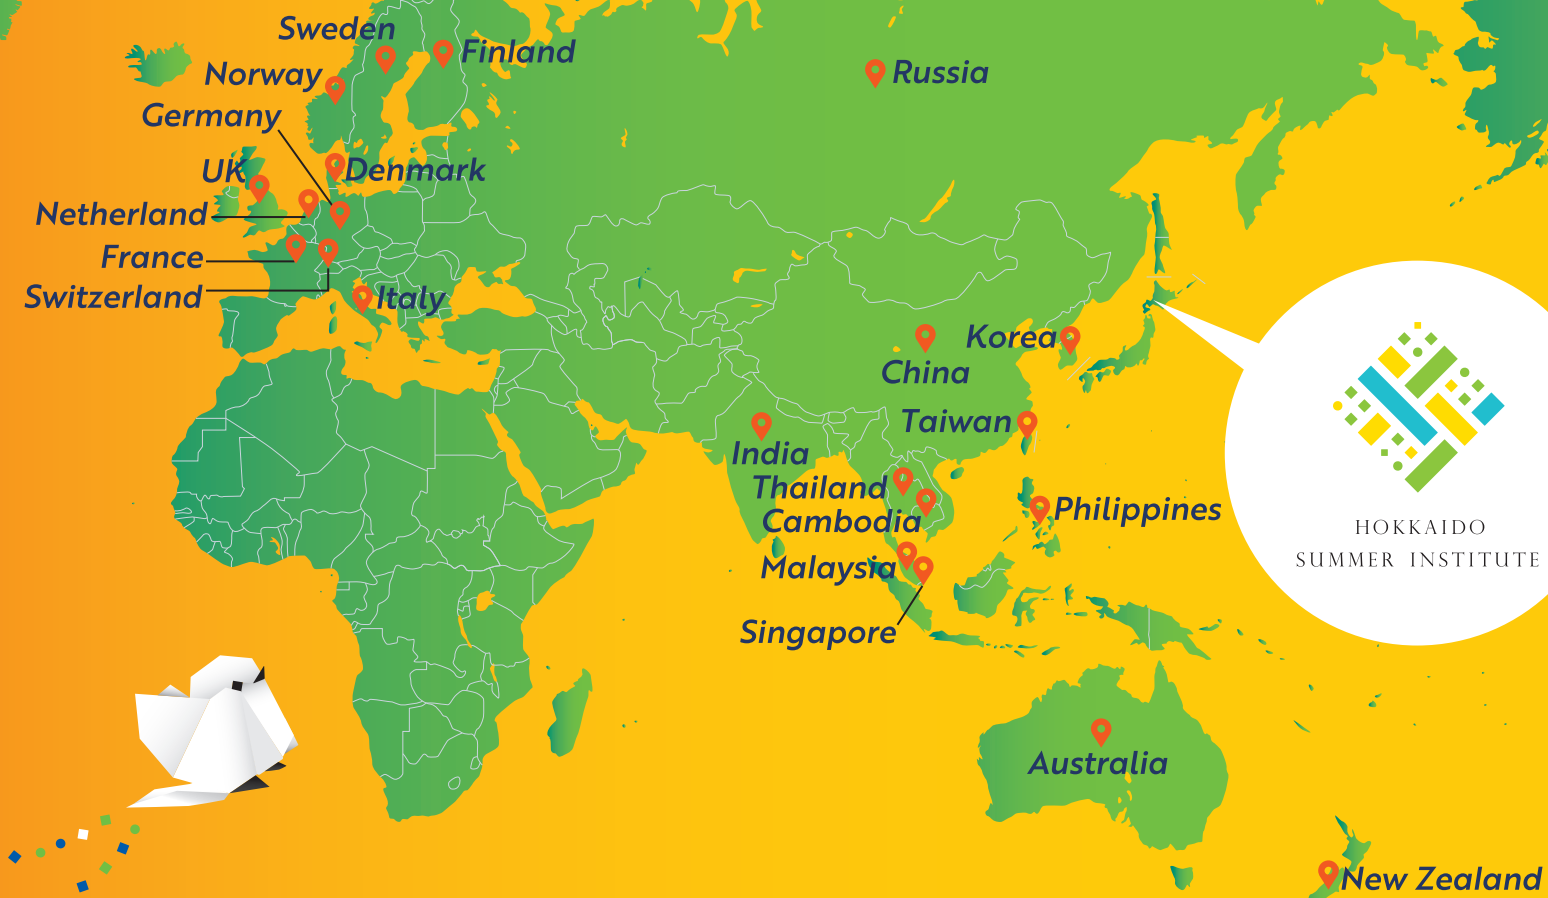 Sweden
Finland
Norway
Russia
Germany
UK
Denmark
Netherland
France
Switzerland
Italy
Korea
China
Taiwan
India
Thailand
Philippines
Cambodia
Malaysia
Singapore
HOKKAIDO
SUMMER INSTITUTE
Australia
New Zealand